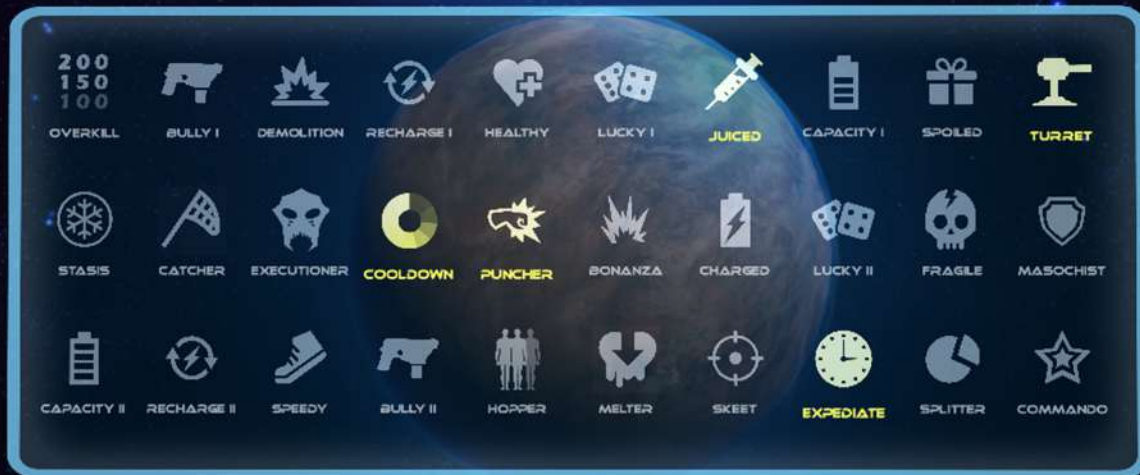 200
150
100
OVERKILL BULLY I DEMOLITION RECHARGE I HEALTHY LUCKY I JUICED CAPACITY I SPOILED TURRET
STASIS CATCHER EXECUTIONER COOLDOWN PUNCHER BONANZA CHARGED LUCKY II FRAGILE MASOCHIST
CAPACITY II RECHARGE II SPEEDY BULLY II HOPPER MELTER SKEET EXPEDIATE SPLITTER COMMANDO